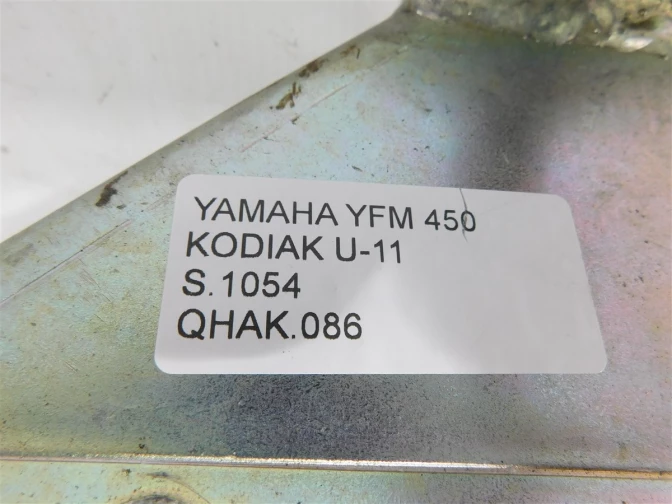 YAMAHA YFM 450
KODIAK U-11
S.1054
QHAK.086